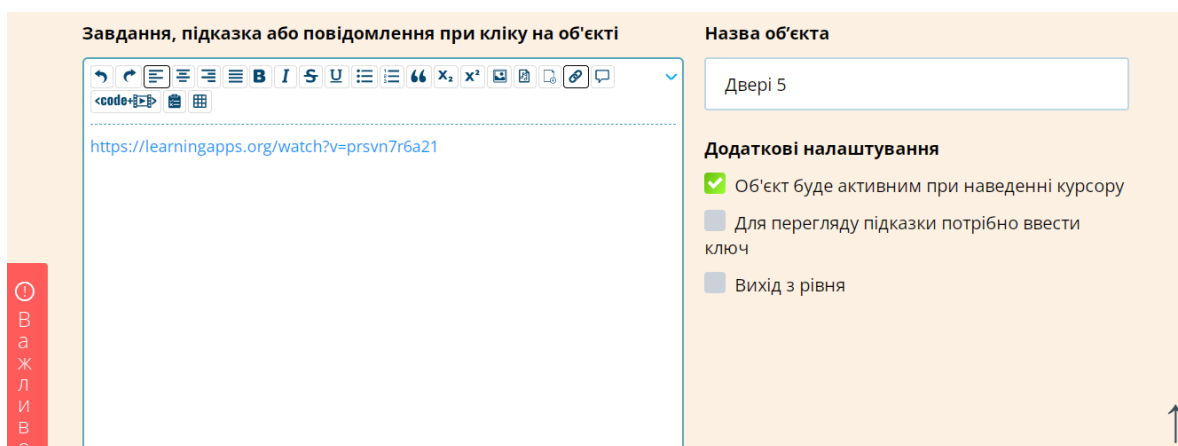 Завдання, підказка або повідомлення при кліку на об'єкті
<code+
https://learningapps.org/watch?v=prsvn7r6a21
Назва об’єкта
Двері 5
Додаткові налаштування
Об'єкт буде активним при наведенні курсору
Для перегляду підказки потрібно ввести
ключ
Вихід з рівня
В
а
ж
л
и
в